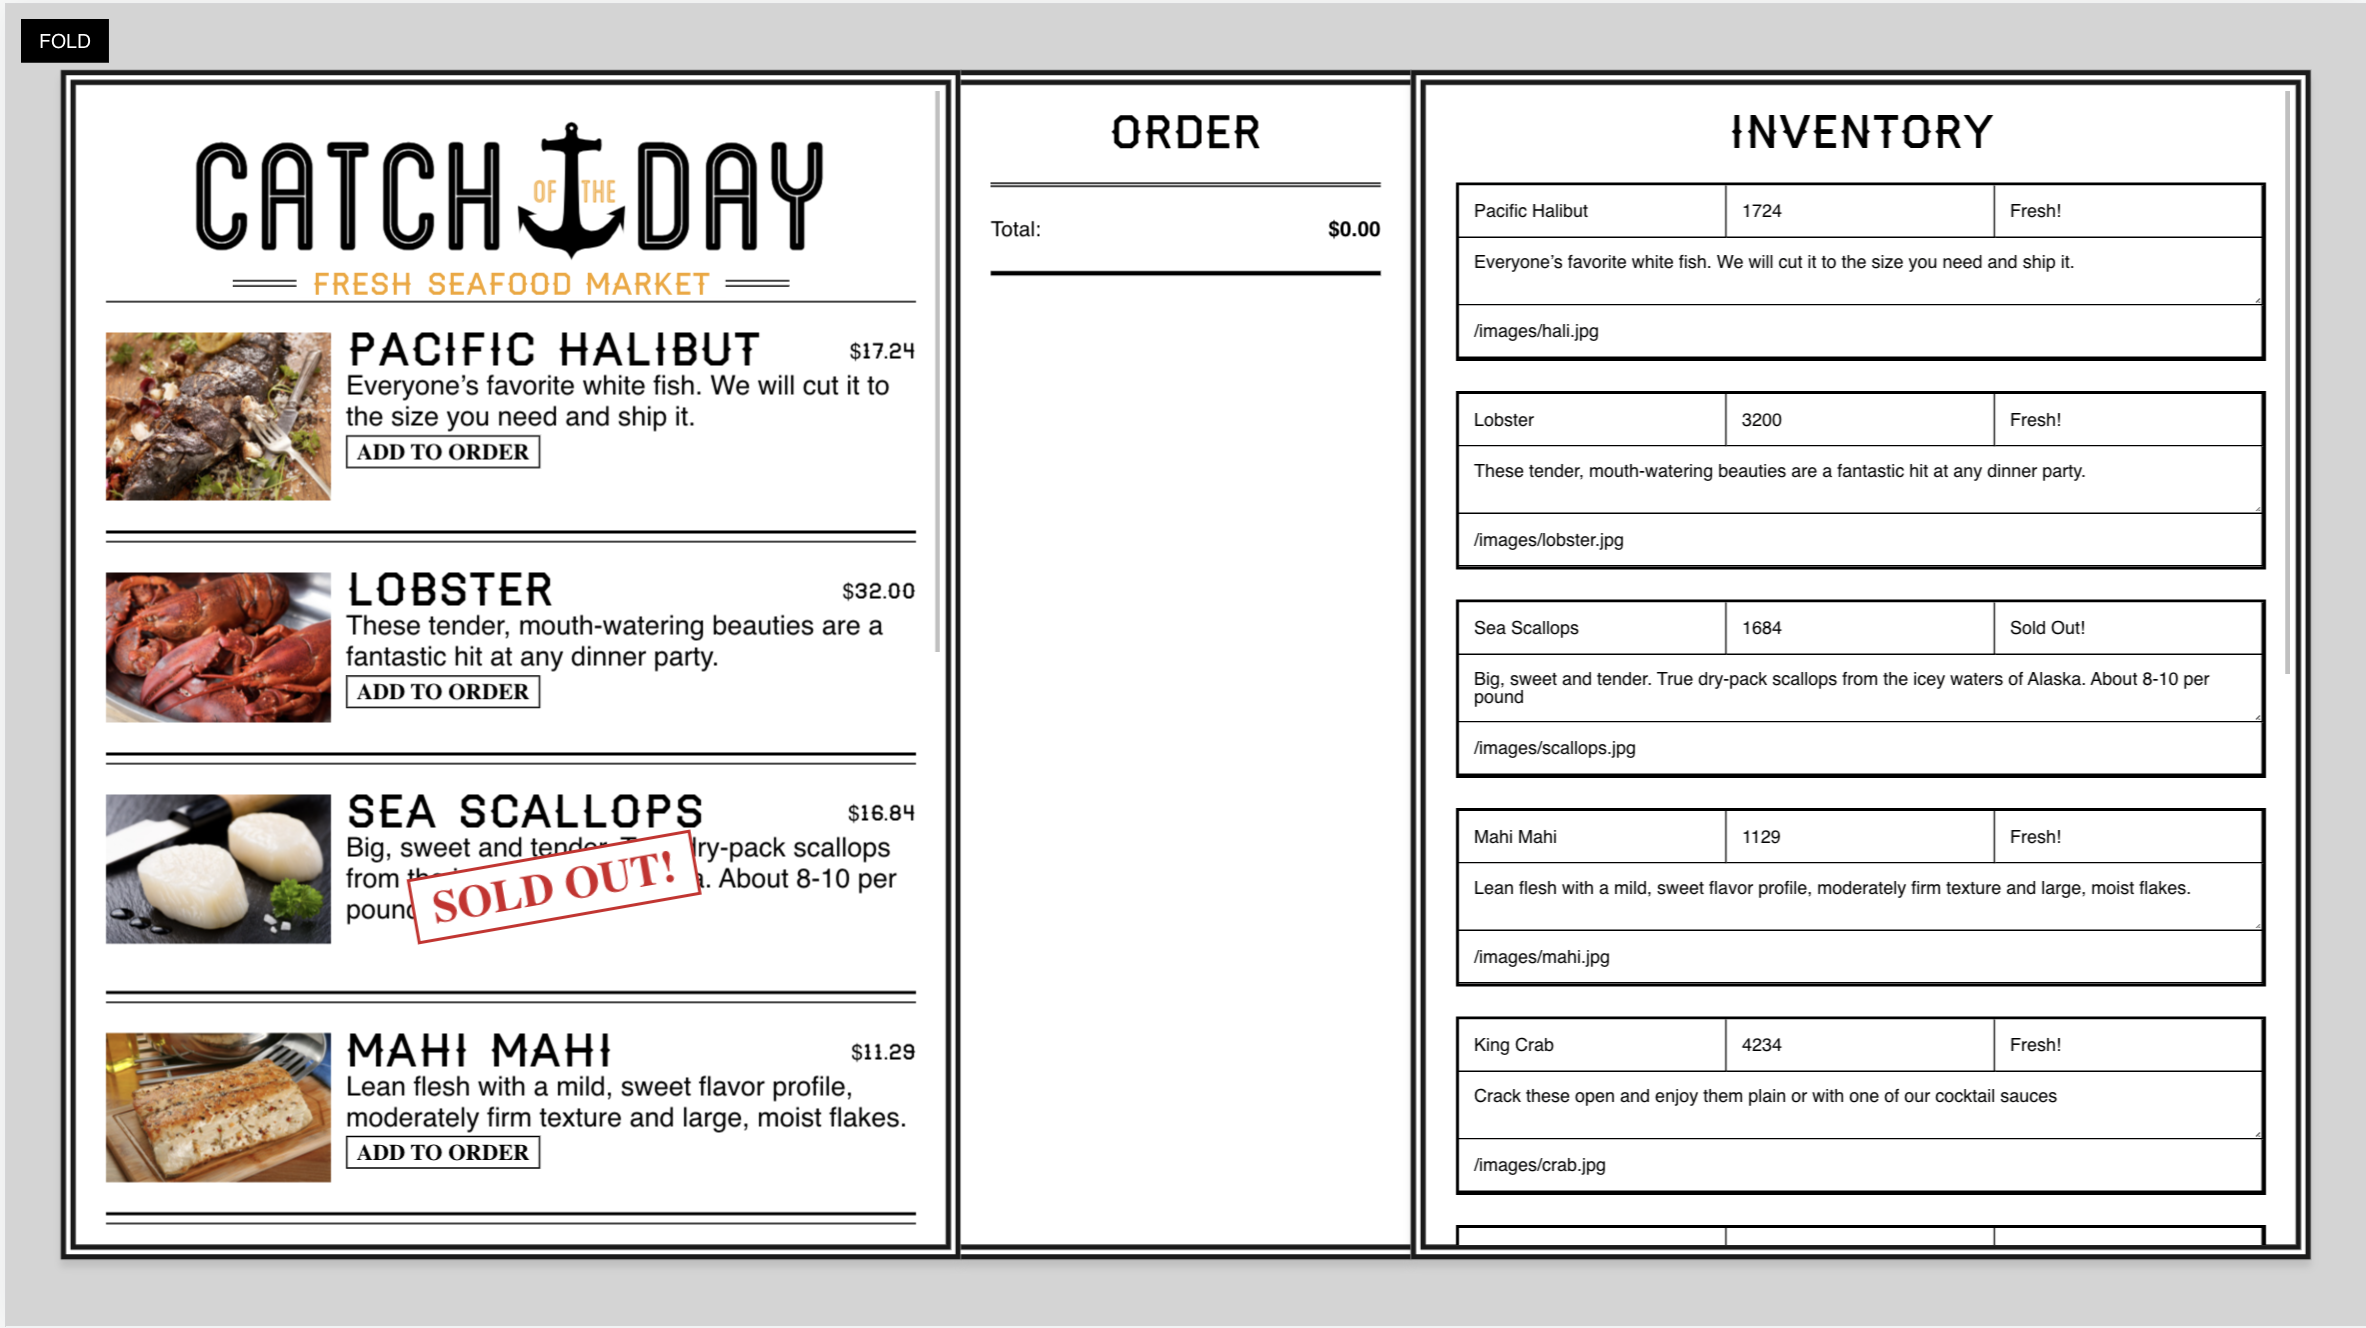 FOLD
CATCH OF THE DAY
FRESH SEAFOOD MARKET
PACIFIC HALIBUT $17.24
Everyone’s favorite white fish. We will cut it to
the size you need and ship it.
ADD TO ORDER
LOBSTER $32.00
These tender, mouth-watering beauties are a
fantastic hit at any dinner party.
ADD TO ORDER
SEA SCALLOPS $16.84
Big, sweet and tender. dry-pack scallops
from About 8-10 per
pound
SOLD OUT!
MAHI MAHI $11.29
Lean flesh with a mild, sweet flavor profile,
moderately firm texture and large, moist flakes.
ADD TO ORDER
ORDER
Total: $0.00
INVENTORY
Pacific Halibut 1724 Fresh!
Everyone’s favorite white fish. We will cut it to the size you need and ship it.
/images/hali.jpg
Lobster 3200 Fresh!
These tender, mouth-watering beauties are a fantastic hit at any dinner party.
/images/lobster.jpg
Sea Scallops 1684 Sold Out!
Big, sweet and tender. True dry-pack scallops from the icey waters of Alaska. About 8-10 per
pound
/images/scallops.jpg
Mahi Mahi 1129 Fresh!
Lean flesh with a mild, sweet flavor profile, moderately firm texture and large, moist flakes.
/images/mahi.jpg
King Crab 4234 Fresh!
Crack these open and enjoy them plain or with one of our cocktail sauces
/images/crab.jpg